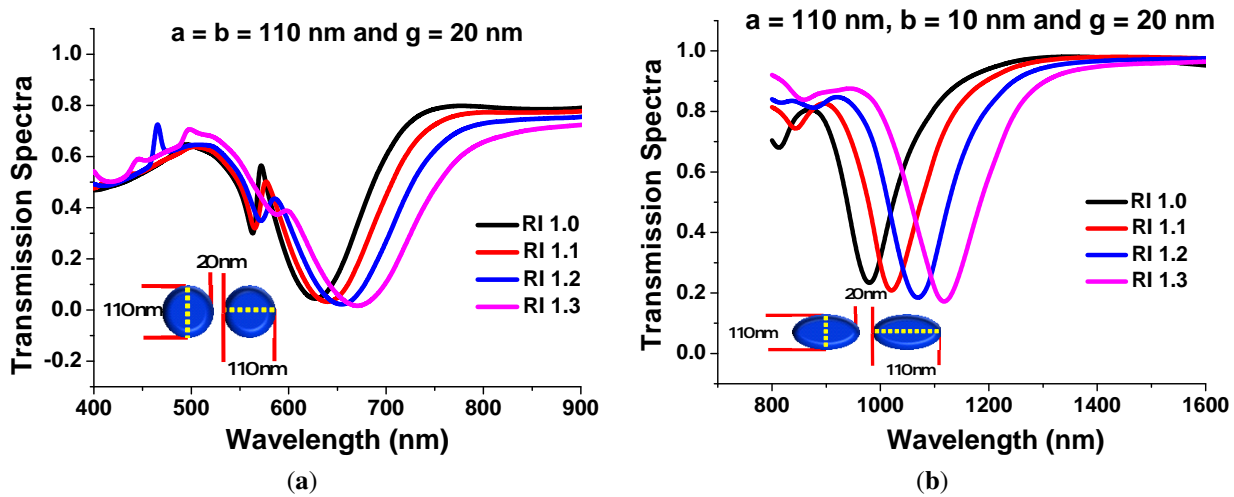 a = b = 110 nm and g = 20 nm
Transmission Spectra
1.0
0.8
0.6
0.4
0.2
0.0
-0.2
RI 1.0
RI 1.1
RI 1.2
RI 1.3
20nm
110nm
110nm
400 500 600 700 800 900
Wavelength (nm)
(a)
a = 110 nm, b = 10 nm and g = 20 nm
Transmission Spectra
1.0
0.8
0.6
0.4
0.2
0.0
RI 1.0
RI 1.1
RI 1.2
RI 1.3
20nm
110nm
110nm
800 1000 1200 1400 1600
Wavelength (nm)
(b)